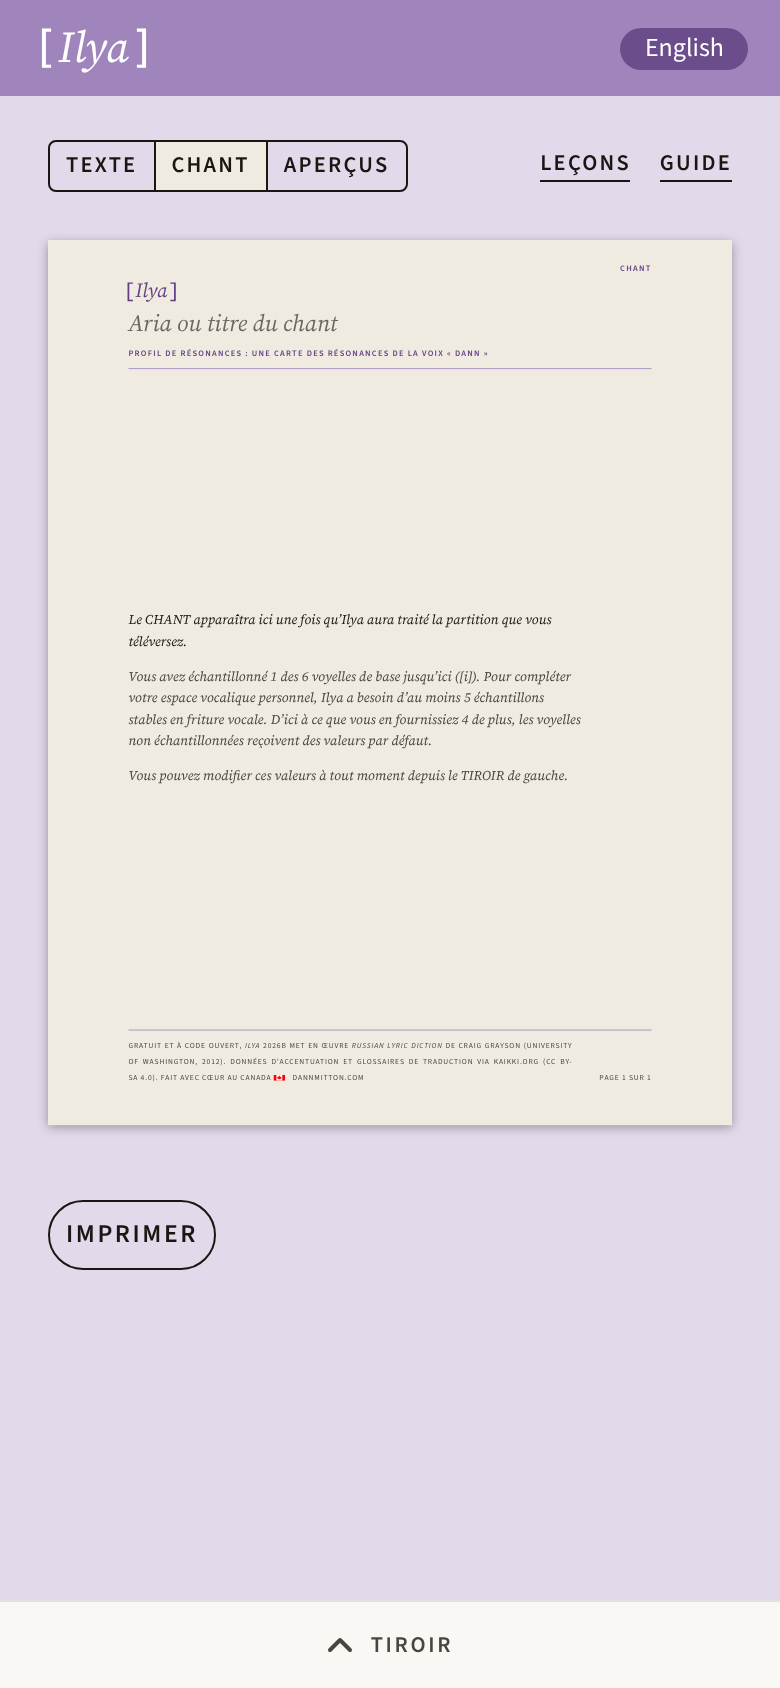 [Ilya]
English
TEXTE
CHANT
APERÇUS
LEÇONS
GUIDE
CHANT
[Ilya]
Aria ou titre du chant
PROFIL DE RÉSONANCES : UNE CARTE DES RÉSONANCES DE LA VOIX « DANN »
Le CHANT apparaîtra ici une fois qu’Ilya aura traité la partition que vous
téléversez.
Vous avez échantillonné 1 des 6 voyelles de base jusqu’ici ([i]). Pour compléter
votre espace vocalique personnel, Ilya a besoin d’au moins 5 échantillons
stables en friture vocale. D’ici à ce que vous en fournissiez 4 de plus, les voyelles
non échantillonnées reçoivent des valeurs par défaut.
Vous pouvez modifier ces valeurs à tout moment depuis le TIROIR de gauche.
GRATUIT ET À CODE OUVERT, ILYA 2026B MET EN ŒUVRE RUSSIAN LYRIC DICTION DE CRAIG GRAYSON (UNIVERSITY
OF WASHINGTON, 2012). DONNÉES D’ACCENTUATION ET GLOSSAIRES DE TRADUCTION VIA KAIKKI.ORG (CC BY-
SA 4.0). FAIT AVEC CŒUR AU CANADA 🇨🇦 DANNMITTON.COM
PAGE 1 SUR 1
IMPRIMER
TIROIR